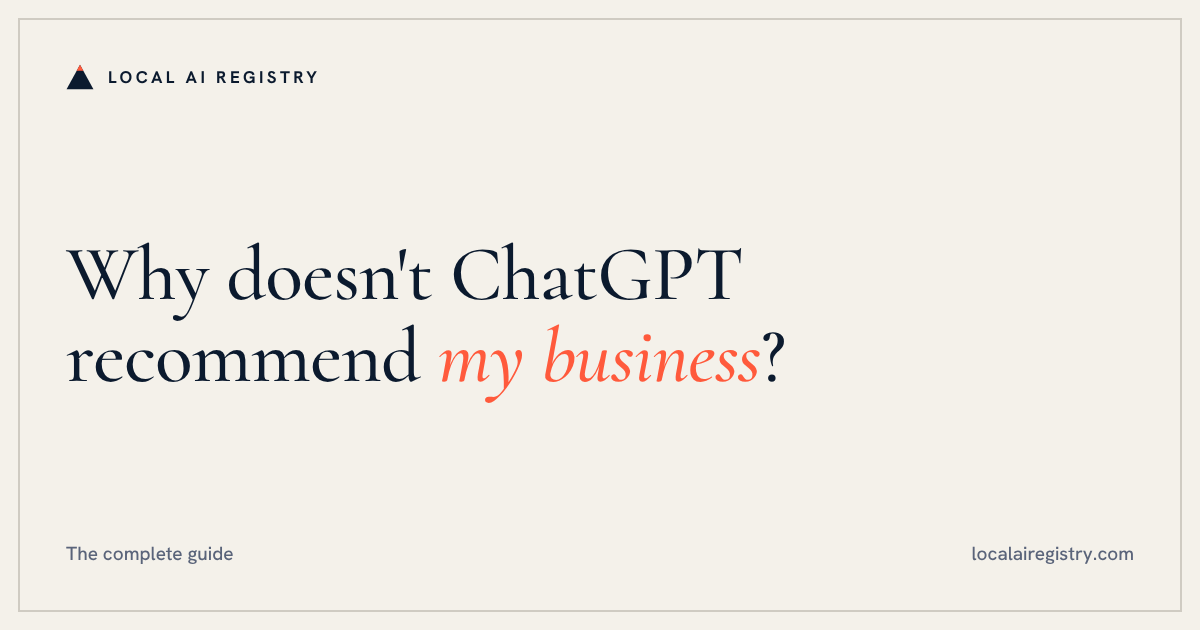 LOCAL AI REGISTRY
Why doesn't ChatGPT
recommend my business?
The complete guide
localairegistry.com